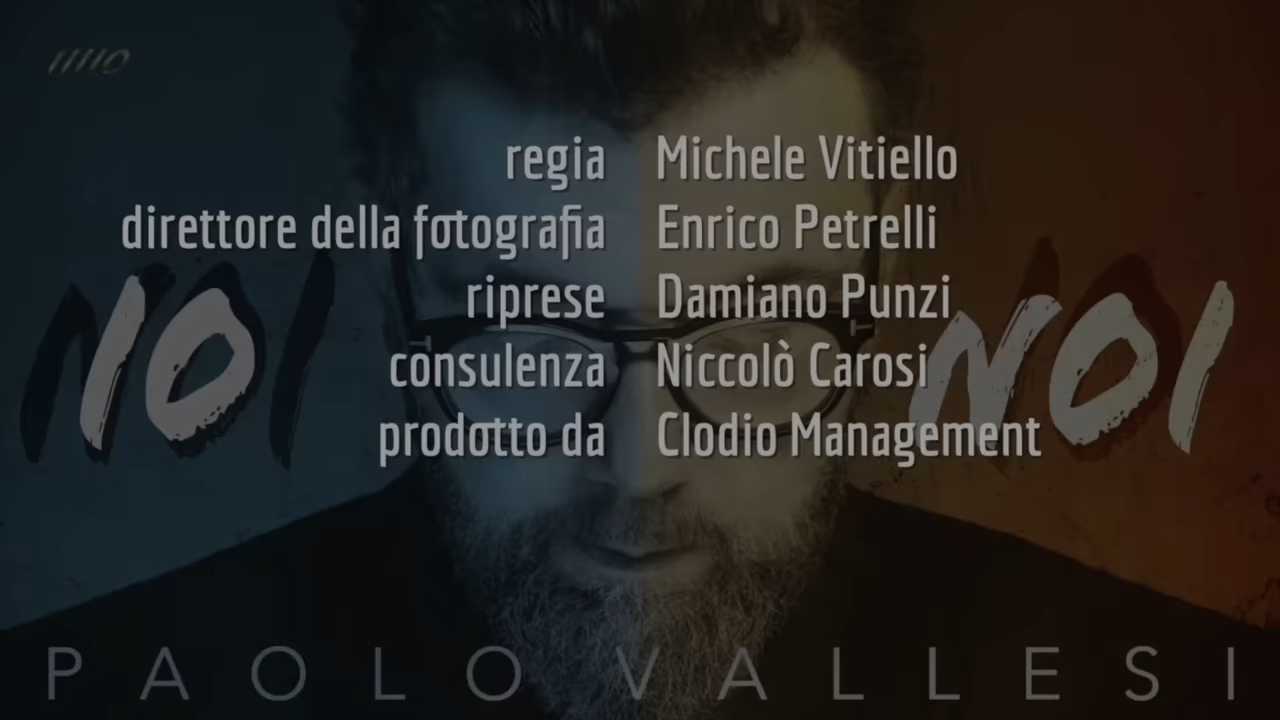 regia Michele Vitiello
direttore della fotografia Enrico Petrelli
riprese Damiano Punzi
consulenza Niccolò Carosi
prodotto da Clodio Management
IO NOI
PAOLO VALLESI